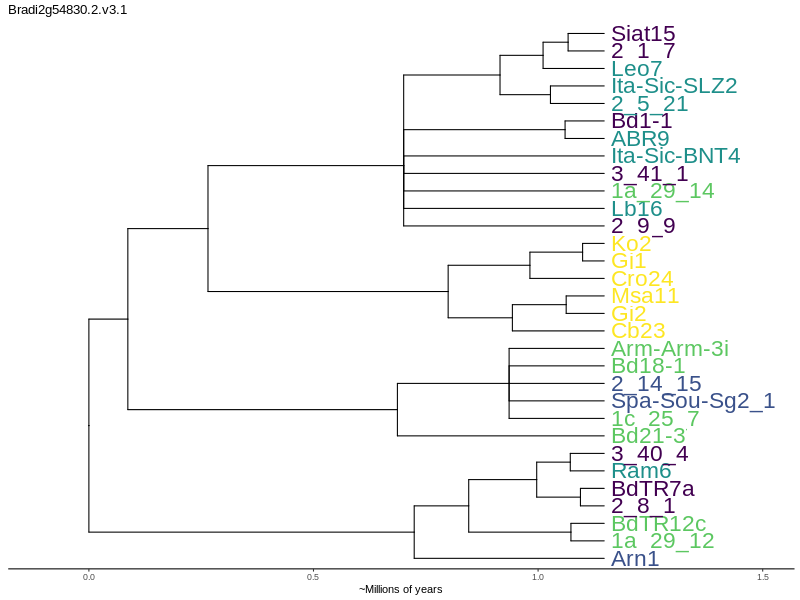 Bradi2g54830.2.v3.1
Siat15
2_1_7
Leo7
Ita-Sic-SLZ2
2_5_21
Bd1-1
ABR9
Ita-Sic-BNT4
3_41_1
1a_29_14
Lb16
2_9_9
Ko2
Gi1
Cro24
Msa11
Gi2
Cb23
Arm-Arm-3i
Bd18-1
2_14_15
Spa-Sou-Sg2_1
1c_25_7
Bd21-3
3_40_4
Ram6
BdTR7a
2_8_1
BdTR12c
1a_29_12
Arn1
0.0 0.5 1.0 1.5
~Millions of years